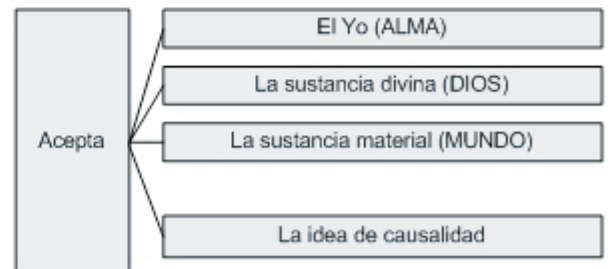 Acepta
El Yo (ALMA)
La sustancia divina (DIOS)
La sustancia material (MUNDO)
La idea de causalidad